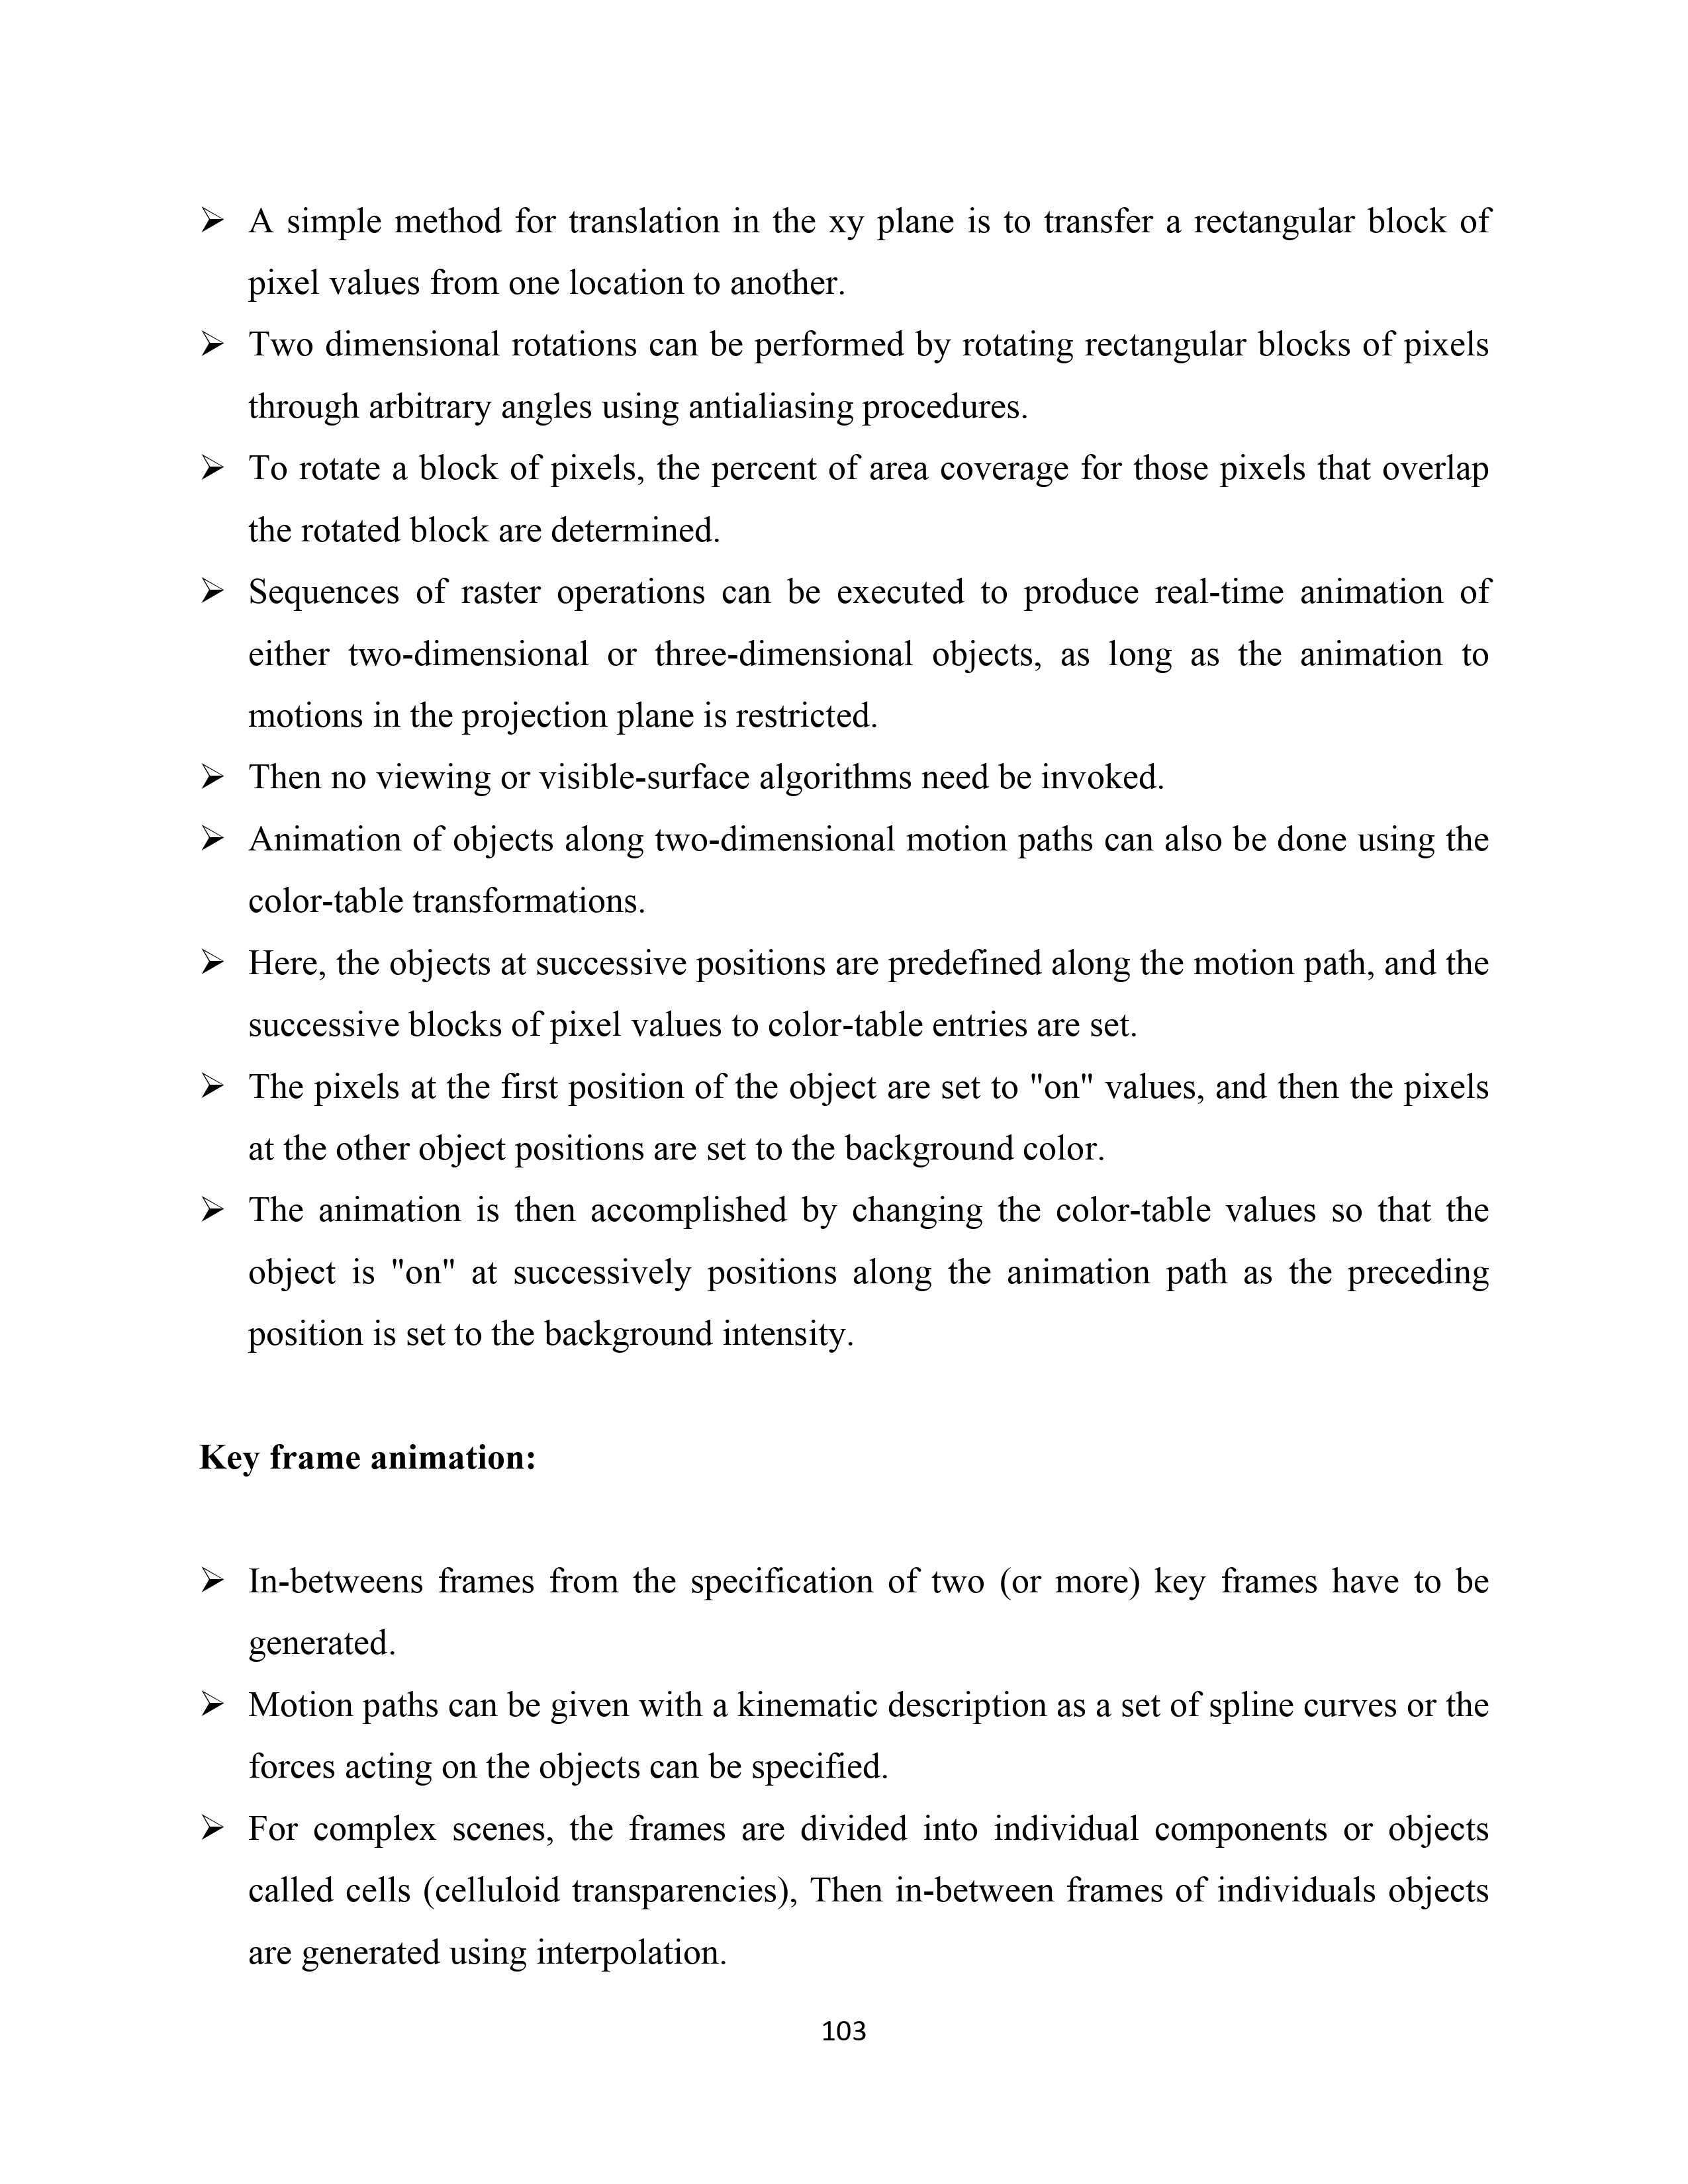 ➢ A simple method for translation in the xy plane is to transfer a rectangular block of
pixel values from one location to another.
➢ Two dimensional rotations can be performed by rotating rectangular blocks of pixels
through arbitrary angles using antialiasing procedures.
➢ To rotate a block of pixels, the percent of area coverage for those pixels that overlap
the rotated block are determined.
➢ Sequences of raster operations can be executed to produce real-time animation of
either two-dimensional or three-dimensional objects, as long as the animation to
motions in the projection plane is restricted.
➢ Then no viewing or visible-surface algorithms need be invoked.
➢ Animation of objects along two-dimensional motion paths can also be done using the
color-table transformations.
➢ Here, the objects at successive positions are predefined along the motion path, and the
successive blocks of pixel values to color-table entries are set.
➢ The pixels at the first position of the object are set to "on" values, and then the pixels
at the other object positions are set to the background color.
➢ The animation is then accomplished by changing the color-table values so that the
object is "on" at successively positions along the animation path as the preceding
position is set to the background intensity.
Key frame animation:
➢ In-betweens frames from the specification of two (or more) key frames have to be
generated.
➢ Motion paths can be given with a kinematic description as a set of spline curves or the
forces acting on the objects can be specified.
➢ For complex scenes, the frames are divided into individual components or objects
called cells (celluloid transparencies), Then in-between frames of individuals objects
are generated using interpolation.
103